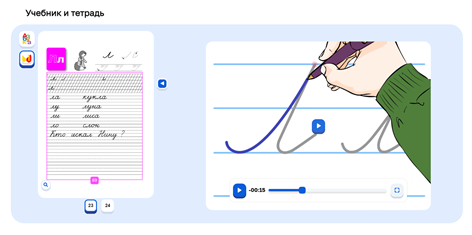 Учебник и тетрадь
Лл
л
ла кукла
лу луна
ли лиса
ло слон
Кто искал Нину?
-00:15
23 24